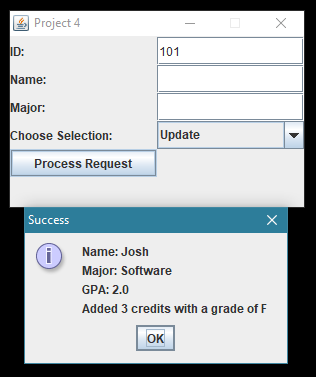 Project 4
ID: 101
Name:
Major:
Choose Selection: Update
Process Request
Success
Name: Josh
Major: Software
GPA: 2.0
Added 3 credits with a grade of F
OK